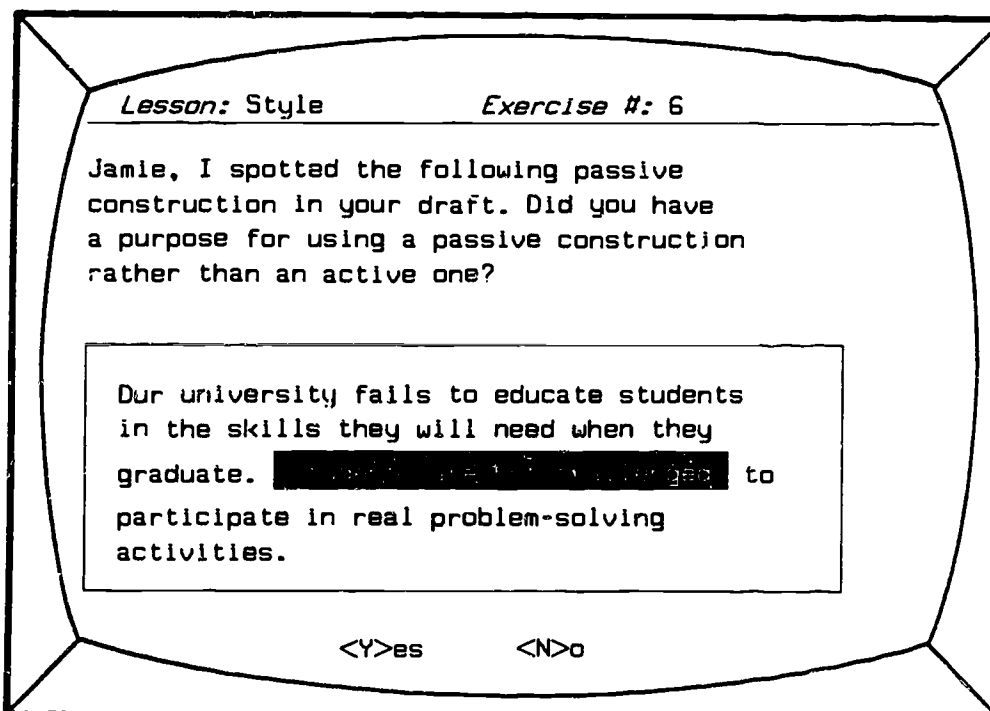 Lesson: Style Exercise #: 6
Jamie, I spotted the following passive
construction in your draft. Did you have
a purpose for using a passive construction
rather than an active one?
Our university fails to educate students
in the skills they will need when they
graduate. to
participate in real problem-solving
activities.
<Y>es <N>o